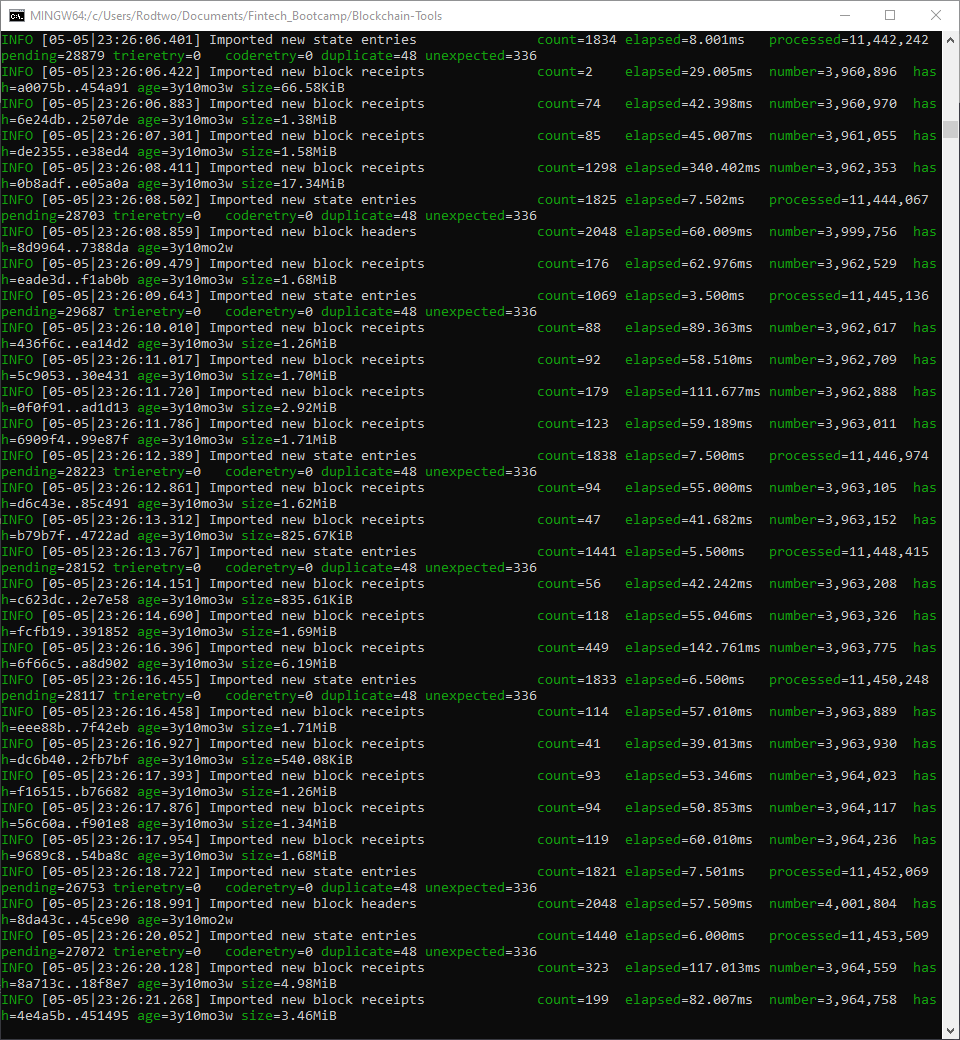 MINGW64:/c/Users/Rodtwo/Documents/Fintech_Bootcamp/Blockchain-Tools
INFO [05-05|23:26:06.401] Imported new state entries               count=1834 elapsed=8.001ms   processed=11,442,242
pending=28879 trieretry=0   coderetry=0 duplicate=48 unexpected=336
INFO [05-05|23:26:06.422] Imported new block receipts              count=2    elapsed=29.005ms  number=3,960,896  has
h=a0075b..454a91 age=3y10mo3w size=66.58KiB
INFO [05-05|23:26:06.883] Imported new block receipts              count=74   elapsed=42.398ms  number=3,960,970  has
h=6e24db..2507de age=3y10mo3w size=1.38MiB
INFO [05-05|23:26:07.301] Imported new block receipts              count=85   elapsed=45.007ms  number=3,961,055  has
h=de2355..e38ed4 age=3y10mo3w size=1.58MiB
INFO [05-05|23:26:08.411] Imported new block receipts              count=1298 elapsed=340.402ms number=3,962,353  has
h=0b8adf..e05a0a age=3y10mo3w size=17.34MiB
INFO [05-05|23:26:08.502] Imported new state entries               count=1825 elapsed=7.502ms   processed=11,444,067
pending=28703 trieretry=0   coderetry=0 duplicate=48 unexpected=336
INFO [05-05|23:26:08.859] Imported new block headers               count=2048 elapsed=60.009ms  number=3,999,756  has
h=8d9964..7388da age=3y10mo2w
INFO [05-05|23:26:09.479] Imported new block receipts              count=176  elapsed=62.976ms  number=3,962,529  has
h=eade3d..f1ab0b age=3y10mo3w size=1.68MiB
INFO [05-05|23:26:09.643] Imported new state entries               count=1069 elapsed=3.500ms   processed=11,445,136
pending=29687 trieretry=0   coderetry=0 duplicate=48 unexpected=336
INFO [05-05|23:26:10.010] Imported new block receipts              count=88   elapsed=89.363ms  number=3,962,617  has
h=436f6c..ea14d2 age=3y10mo3w size=1.26MiB
INFO [05-05|23:26:11.017] Imported new block receipts              count=92   elapsed=58.510ms  number=3,962,709  has
h=5c9053..30e431 age=3y10mo3w size=1.70MiB
INFO [05-05|23:26:11.720] Imported new block receipts              count=179  elapsed=111.677ms number=3,962,888  has
h=0f0f91..ad1d13 age=3y10mo3w size=2.92MiB
INFO [05-05|23:26:11.786] Imported new block receipts              count=123  elapsed=59.189ms  number=3,963,011  has
h=6909f4..99e87f age=3y10mo3w size=1.71MiB
INFO [05-05|23:26:12.389] Imported new state entries               count=1838 elapsed=7.500ms   processed=11,446,974
pending=28223 trieretry=0   coderetry=0 duplicate=48 unexpected=336
INFO [05-05|23:26:12.861] Imported new block receipts              count=94   elapsed=55.000ms  number=3,963,105  has
h=d6c43e..85c491 age=3y10mo3w size=1.62MiB
INFO [05-05|23:26:13.312] Imported new block receipts              count=47   elapsed=41.682ms  number=3,963,152  has
h=b79b7f..4722ad age=3y10mo3w size=825.67KiB
INFO [05-05|23:26:13.767] Imported new state entries               count=1441 elapsed=5.500ms   processed=11,448,415
pending=28152 trieretry=0   coderetry=0 duplicate=48 unexpected=336
INFO [05-05|23:26:14.151] Imported new block receipts              count=56   elapsed=42.242ms  number=3,963,208  has
h=c623dc..2e7e58 age=3y10mo3w size=835.61KiB
INFO [05-05|23:26:14.690] Imported new block receipts              count=118  elapsed=55.046ms  number=3,963,326  has
h=fcfb19..391852 age=3y10mo3w size=1.69MiB
INFO [05-05|23:26:16.396] Imported new block receipts              count=449  elapsed=142.761ms number=3,963,775  has
h=6f66c5..a8d902 age=3y10mo3w size=6.19MiB
INFO [05-05|23:26:16.455] Imported new state entries               count=1833 elapsed=6.500ms   processed=11,450,248
pending=28117 trieretry=0   coderetry=0 duplicate=48 unexpected=336
INFO [05-05|23:26:16.458] Imported new block receipts              count=114  elapsed=57.010ms  number=3,963,889  has
h=eee88b..7f42eb age=3y10mo3w size=1.71MiB
INFO [05-05|23:26:16.927] Imported new block receipts              count=41   elapsed=39.013ms  number=3,963,930  has
h=dc6b40..2fb7bf age=3y10mo3w size=540.08KiB
INFO [05-05|23:26:17.393] Imported new block receipts              count=93   elapsed=53.346ms  number=3,964,023  has
h=f16515..b76682 age=3y10mo3w size=1.26MiB
INFO [05-05|23:26:17.876] Imported new block receipts              count=94   elapsed=50.853ms  number=3,964,117  has
h=56c60a..f901e8 age=3y10mo3w size=1.34MiB
INFO [05-05|23:26:17.954] Imported new block receipts              count=119  elapsed=60.010ms  number=3,964,236  has
h=9689c8..54ba8c age=3y10mo3w size=1.68MiB
INFO [05-05|23:26:18.722] Imported new state entries               count=1821 elapsed=7.501ms   processed=11,452,069
pending=26753 trieretry=0   coderetry=0 duplicate=48 unexpected=336
INFO [05-05|23:26:18.991] Imported new block headers               count=2048 elapsed=57.509ms  number=4,001,804  has
h=8da43c..45ce90 age=3y10mo2w
INFO [05-05|23:26:20.052] Imported new state entries               count=1440 elapsed=6.000ms   processed=11,453,509
pending=27072 trieretry=0   coderetry=0 duplicate=48 unexpected=336
INFO [05-05|23:26:20.128] Imported new block receipts              count=323  elapsed=117.013ms number=3,964,559  has
h=8a713c..18f8e7 age=3y10mo3w size=4.98MiB
INFO [05-05|23:26:21.268] Imported new block receipts              count=199  elapsed=82.007ms  number=3,964,758  has
h=4e4a5b..451495 age=3y10mo3w size=3.46MiB